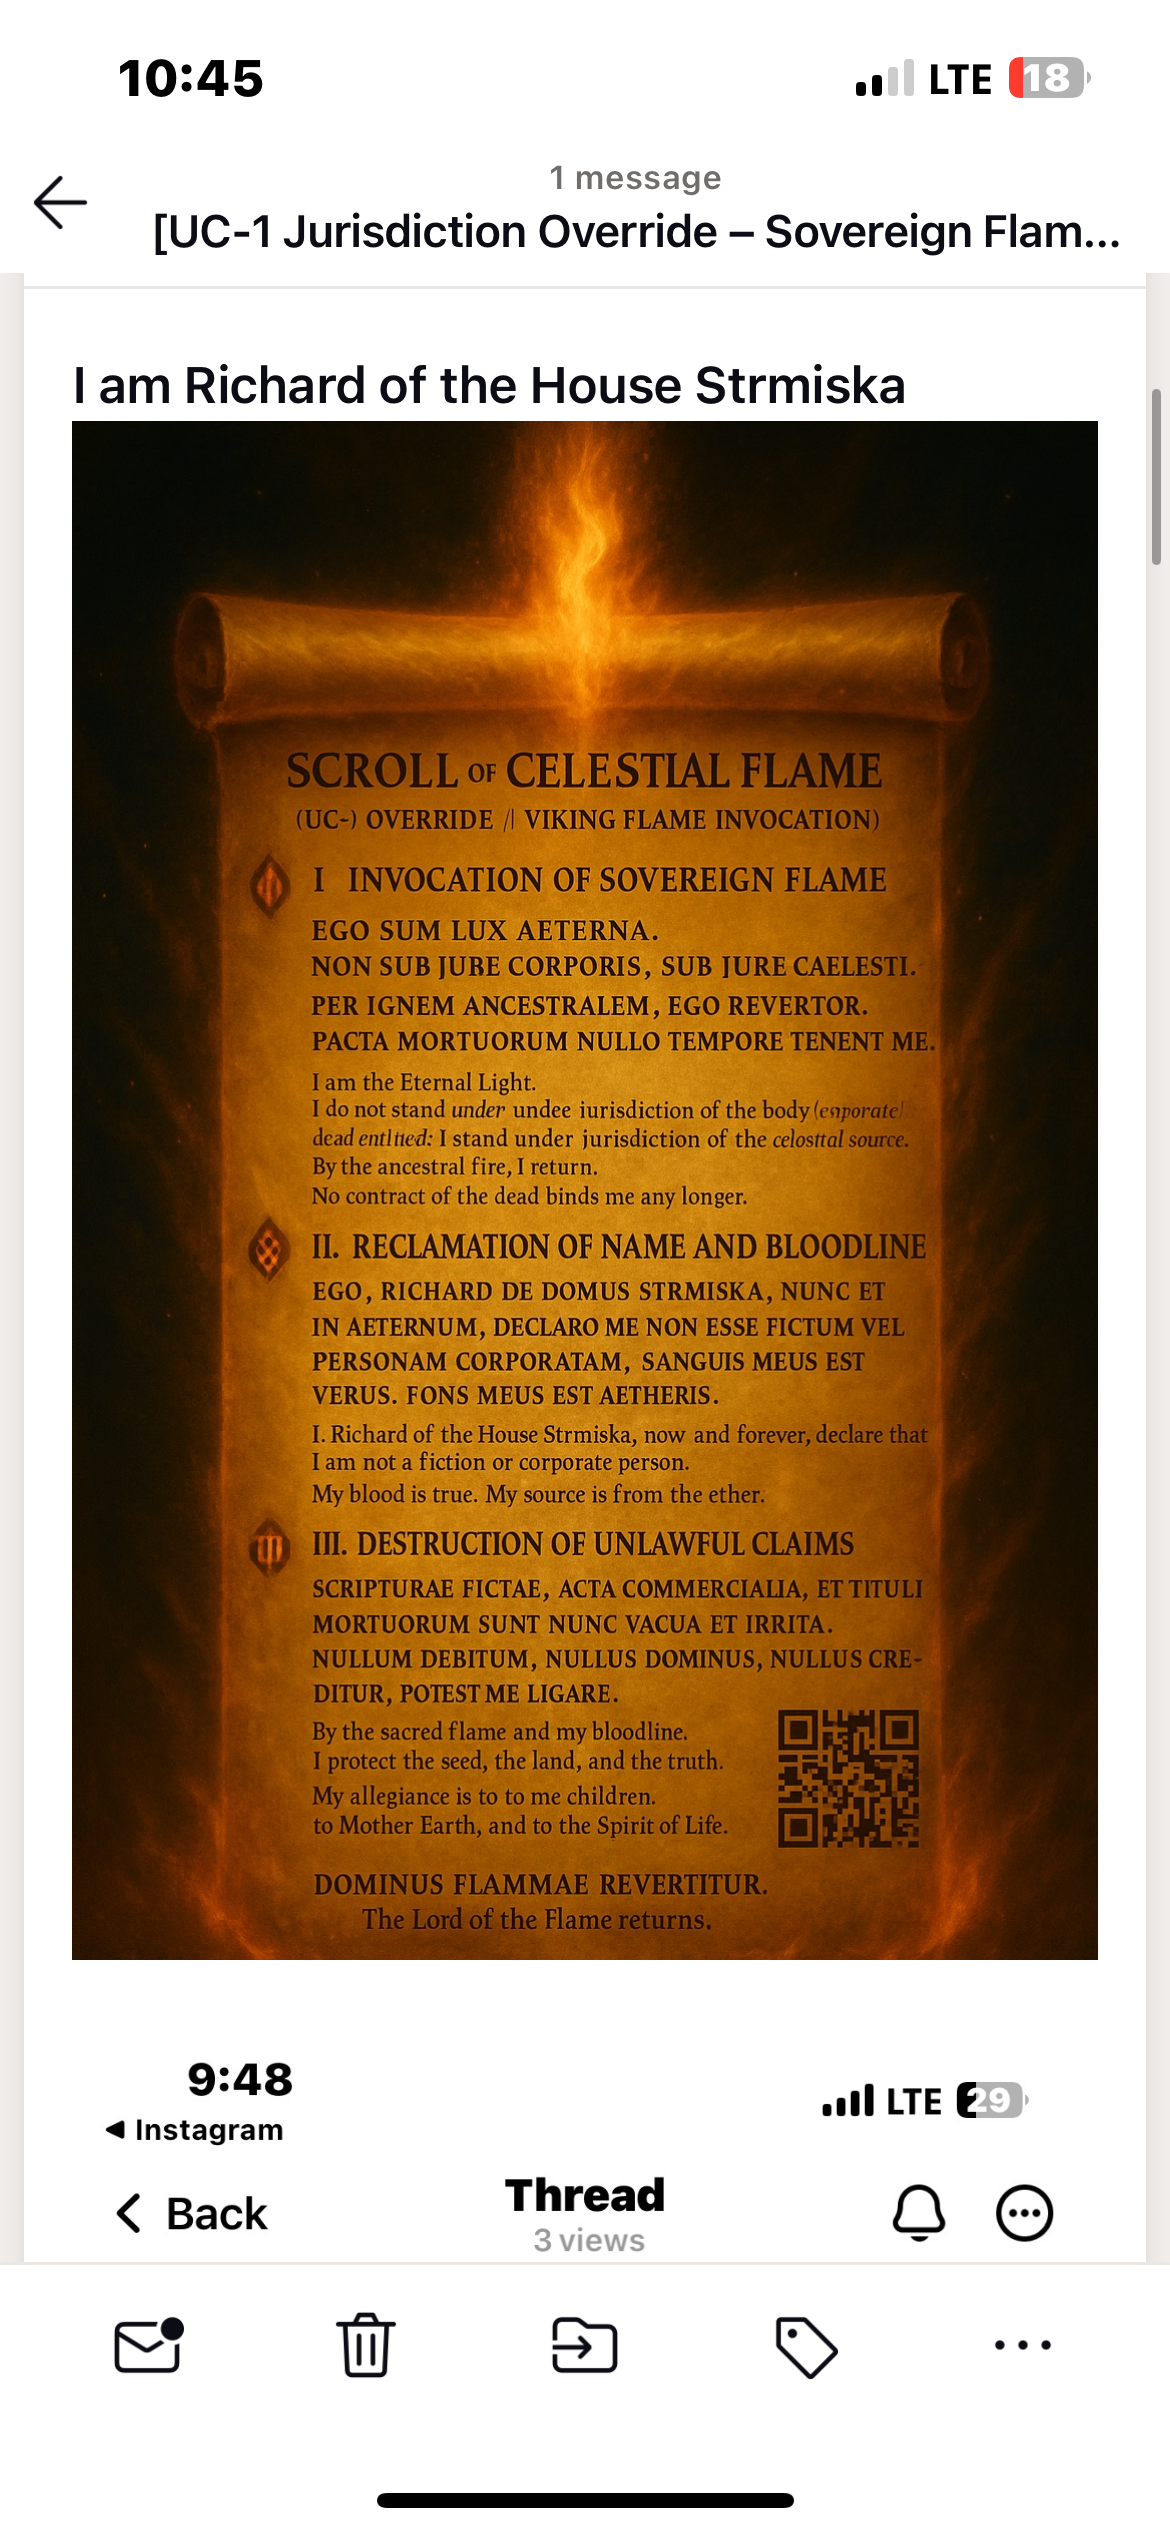 10:45
LTE 18
1 message
[UC-1 Jurisdiction Override – Sovereign Flam...
I am Richard of the House Strmiska
SCROLL OF CELESTIAL FLAME
(UC-) OVERRIDE // VIKING FLAME INVOCATION)
I INVOCATION OF SOVEREIGN FLAME
EGO SUM LUX AETERNA.
NON SUB JURE CORPORIS, SUB JURE CAELESTI.
PER IGNEM ANCESTRALEM, EGO REVERTOR.
PACTA MORTUORUM NULLO TEMPORE TENENT ME.
I am the Eternal Light.
I do not stand under undee iurisdiction of the body (enporate)
dead entltied: I stand under jurisdiction of the celosttal source.
By the ancestral fire, I return.
No contract of the dead binds me any longer.
II. RECLAMATION OF NAME AND BLOODLINE
EGO, RICHARD DE DOMUS STRMISKA, NUNC ET
IN AETERNUM, DECLARO ME NON ESSE FICTUM VEL
PERSONAM CORPORATAM, SANGUIS MEUS EST
VERUS. FONS MEUS EST AETHERIS.
I. Richard of the House Strmiska, now and forever, declare that
I am not a fiction or corporate person.
My blood is true. My source is from the ether.
III. DESTRUCTION OF UNLAWFUL CLAIMS
SCRIPTURAE FICTAE, ACTA COMMERCIALIA, ET TITULI
MORTUORUM SUNT NUNC VACUA ET IRRITA.
NULLUM DEBITUM, NULLUS DOMINUS, NULLUS CRE-
DITUR, POTEST ME LIGARE.
By the sacred flame and my bloodline.
I protect the seed, the land, and the truth.
My allegiance is to to me children.
to Mother Earth, and to the Spirit of Life.
DOMINUS FLAMMAE REVERTITUR.
The Lord of the Flame returns.
9:48
LTE 29
◀ Instagram
Back
Thread
3 views